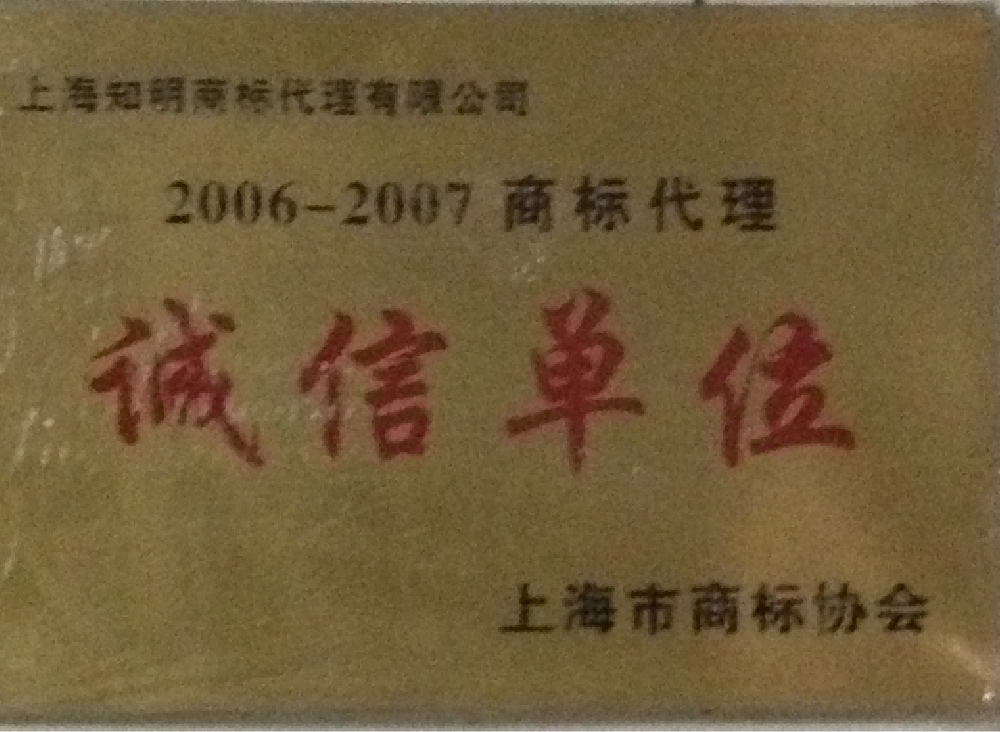 上海知明商标代理有限公司
2006-2007 商标代理
诚信单位
上海市商标协会